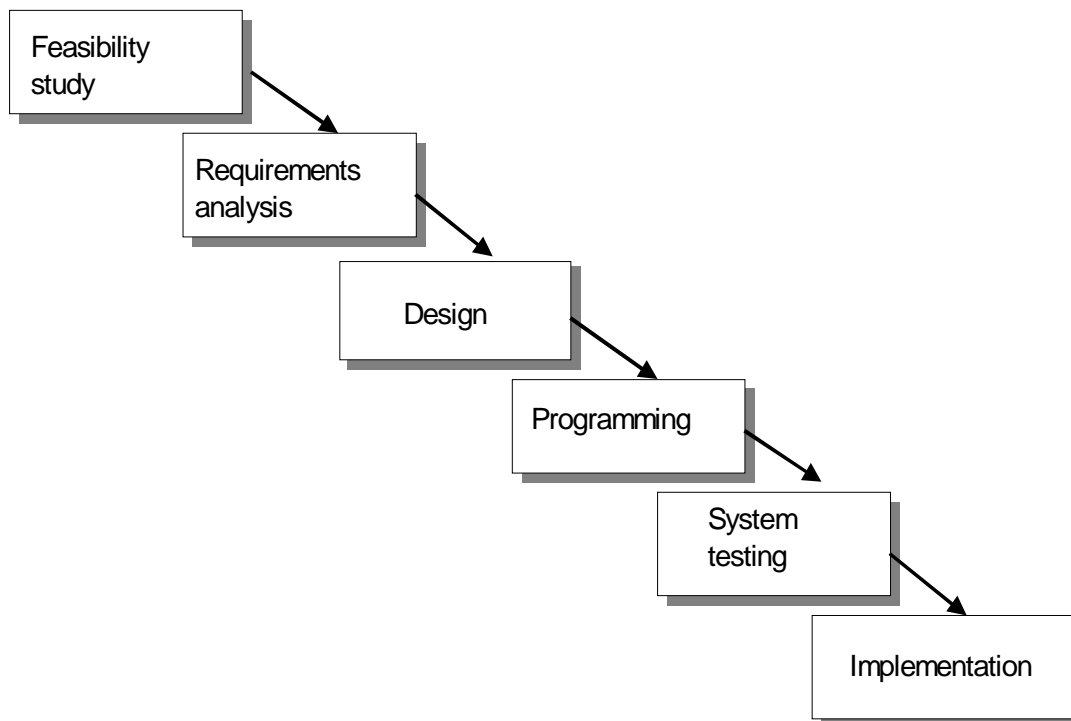 Feasibility
study
Requirements
analysis
Design
Programming
System
testing
Implementation